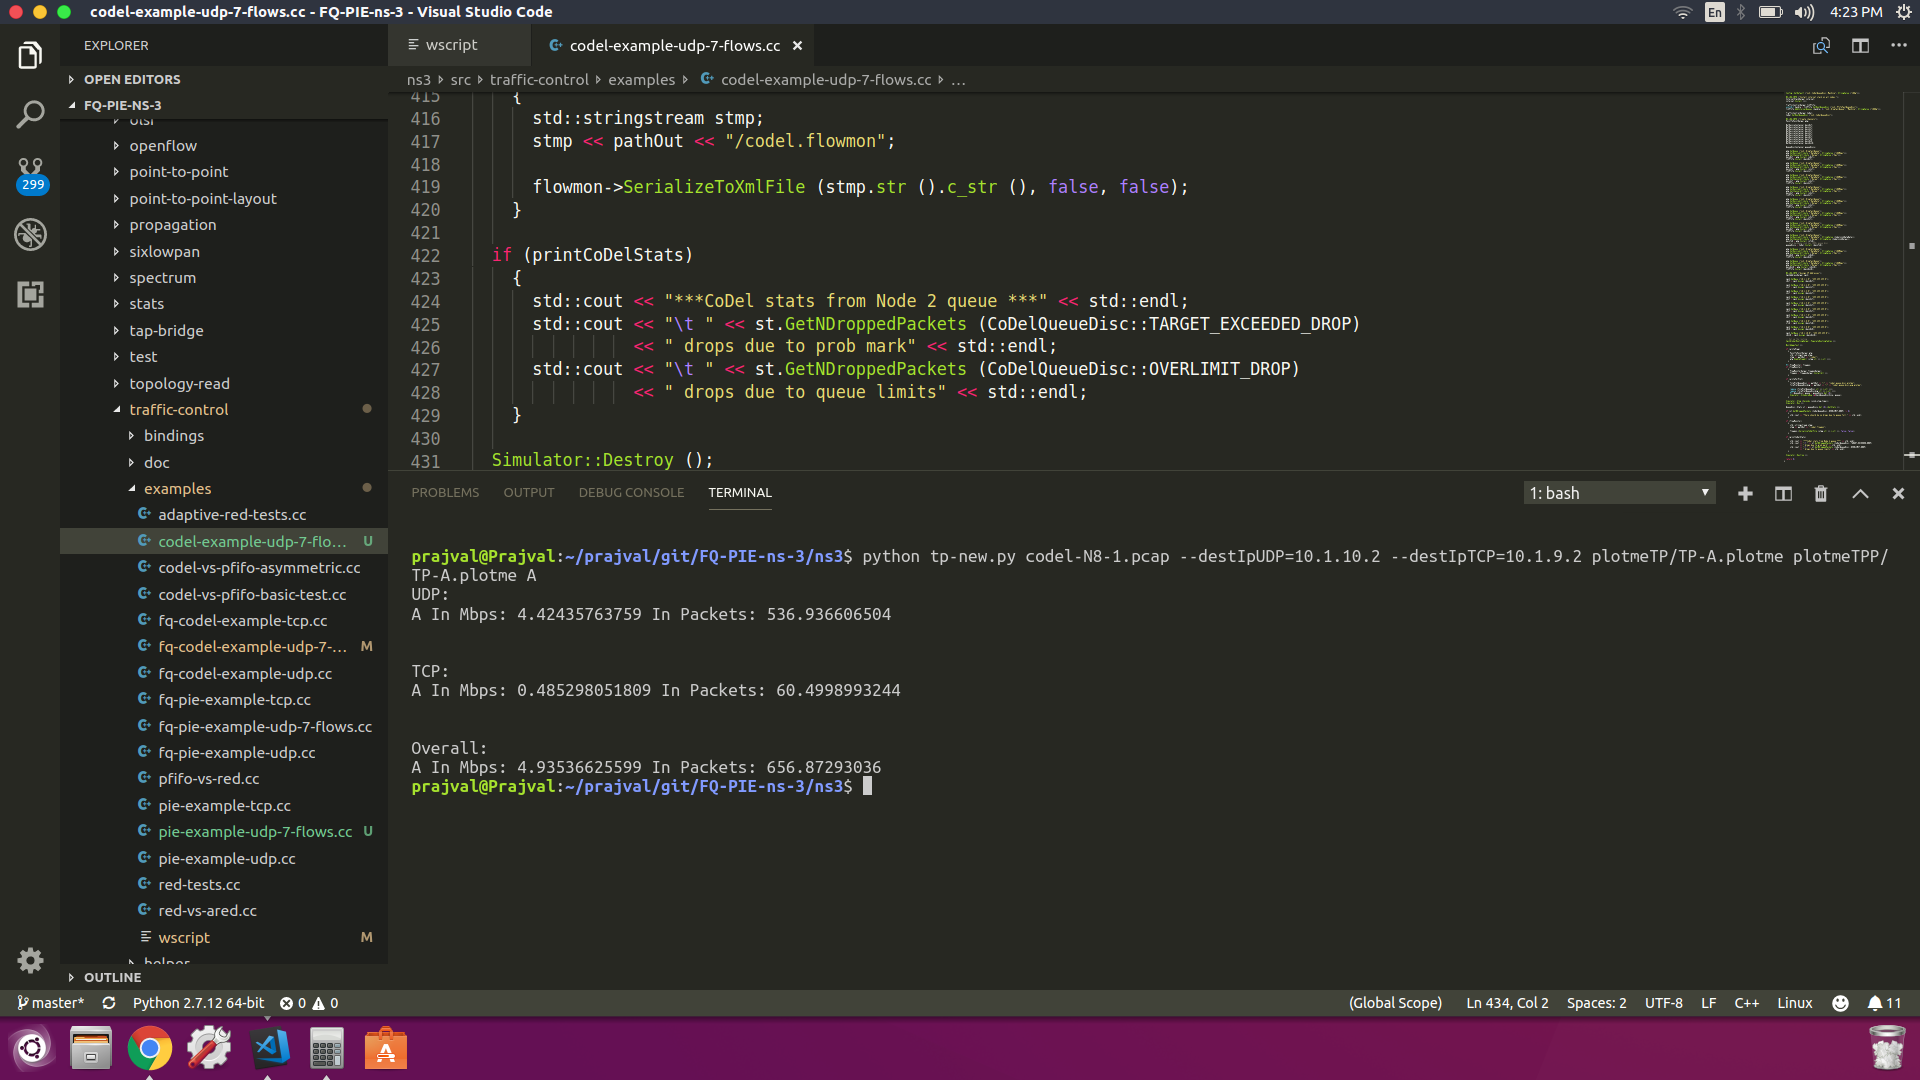 codel-example-udp-7-flows.cc - FQ-PIE-ns-3 - Visual Studio Code
En
4:23 PM
EXPLORER
OPEN EDITORS
FQ-PIE-NS-3
olsr
openflow
point-to-point
point-to-point-layout
propagation
sixlowpan
spectrum
stats
tap-bridge
test
topology-read
traffic-control
bindings
doc
examples
adaptive-red-tests.cc
codel-example-udp-7-flo... U
codel-vs-pfifo-asymmetric.cc
codel-vs-pfifo-basic-test.cc
fq-codel-example-tcp.cc
fq-codel-example-udp-7-... M
fq-codel-example-udp.cc
fq-pie-example-tcp.cc
fq-pie-example-udp-7-flows.cc
fq-pie-example-udp.cc
pfifo-vs-red.cc
pie-example-tcp.cc
pie-example-udp-7-flows.cc U
pie-example-udp.cc
red-tests.cc
red-vs-ared.cc
wscript M
helper
OUTLINE
299
wscript
codel-example-udp-7-flows.cc
ns3 src traffic-control examples codel-example-udp-7-flows.cc ...
415 {
416 std::stringstream stmp;
417 stmp << pathOut << "/codel.flowmon";
418
419 flowmon->SerializeToXmlFile (stmp.str ().c_str (), false, false);
420 }
421
422 if (printCoDelStats)
423 {
424 std::cout << "***CoDel stats from Node 2 queue ***" << std::endl;
425 std::cout << "\t " << st.GetNDroppedPackets (CoDelQueueDisc::TARGET_EXCEEDED_DROP)
426 << " drops due to prob mark" << std::endl;
427 std::cout << "\t " << st.GetNDroppedPackets (CoDelQueueDisc::OVERLIMIT_DROP)
428 << " drops due to queue limits" << std::endl;
429 }
430
431 Simulator::Destroy ();
PROBLEMS OUTPUT DEBUG CONSOLE TERMINAL
1: bash
prajval@Prajval:~/prajval/git/FQ-PIE-ns-3/ns3$ python tp-new.py codel-N8-1.pcap --destIpUDP=10.1.10.2 --destIpTCP=10.1.9.2 plotmeTP/TP-A.plotme plotmeTPP/
TP-A.plotme A
UDP:
A In Mbps: 4.42435763759 In Packets: 536.936606504
TCP:
A In Mbps: 0.485298051809 In Packets: 60.4998993244
Overall:
A In Mbps: 4.93536625599 In Packets: 656.87293036
prajval@Prajval:~/prajval/git/FQ-PIE-ns-3/ns3$
master* Python 2.7.12 64-bit 0 0
(Global Scope) Ln 434, Col 2 Spaces: 2 UTF-8 LF C++ Linux 11